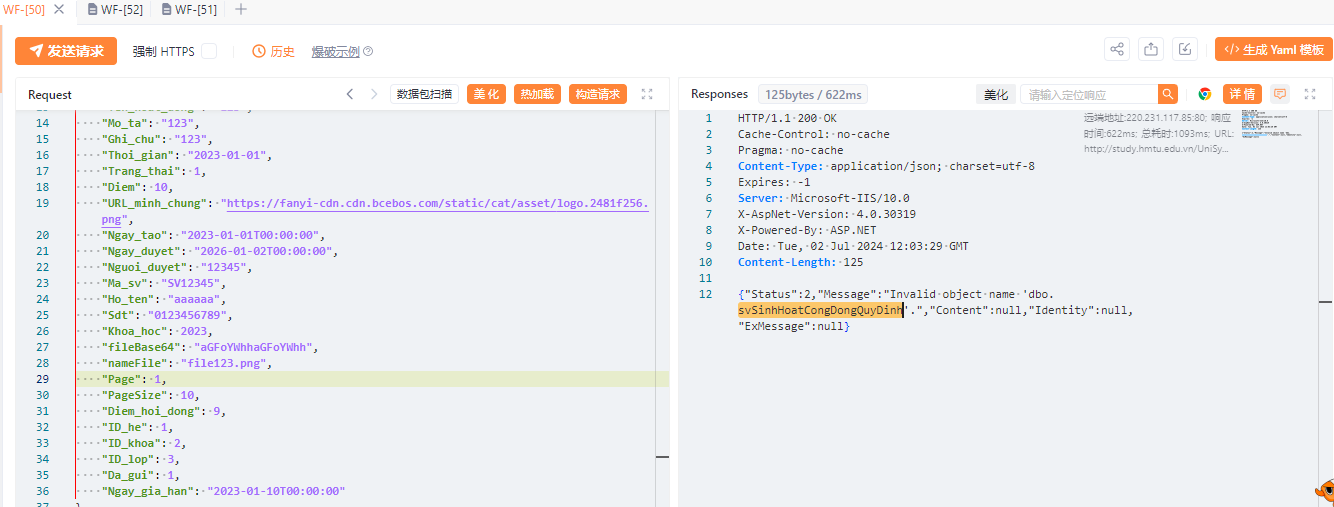 WF-[50]
WF-[52]
WF-[51]
发送请求
强制 HTTPS
历史
爆破示例
</> 生成 Yaml 模板
Request
数据包扫描
美化
热加载
构造请求
14 "Mo_ta": "123",
15 "Ghi_chu": "123",
16 "Thoi_gian": "2023-01-01",
17 "Trang_thai": 1,
18 "Diem": 10,
19 "URL_minh_chung": "https://fanyi-cdn.cdn.bcebos.com/static/cat/asset/logo.2481f256.
png",
20 "Ngay_tao": "2023-01-01T00:00:00",
21 "Ngay_duyet": "2026-01-02T00:00:00",
22 "Nguoi_duyet": "12345",
23 "Ma_sv": "SV12345",
24 "Ho_ten": "aaaaaa",
25 "Sdt": "0123456789",
26 "Khoa_hoc": 2023,
27 "fileBase64": "aGFoYWhhaGFoYWhh",
28 "nameFile": "file123.png",
29 "Page": 1,
30 "PageSize": 10,
31 "Diem_hoi_dong": 9,
32 "ID_he": 1,
33 "ID_khoa": 2,
34 "ID_lop": 3,
35 "Da_gui": 1,
36 "Ngay_gia_han": "2023-01-10T00:00:00"
37 }
Responses
125bytes / 622ms
美化
请输入定位响应
详情
1 HTTP/1.1 200 OK
2 Cache-Control: no-cache
3 Pragma: no-cache
4 Content-Type: application/json; charset=utf-8
5 Expires: -1
6 Server: Microsoft-IIS/10.0
7 X-AspNet-Version: 4.0.30319
8 X-Powered-By: ASP.NET
9 Date: Tue, 02 Jul 2024 12:03:29 GMT
10 Content-Length: 125
11
12 {"Status":2,"Message":"Invalid object name 'dbo.
svSinhHoatCongDongQuyDinh'.","Content":null,"Identity":null,
"ExMessage":null}
远端地址:220.231.117.85:80; 响应
时间:622ms; 总耗时:1093ms; URL:
http://study.hmtu.edu.vn/UniSy...